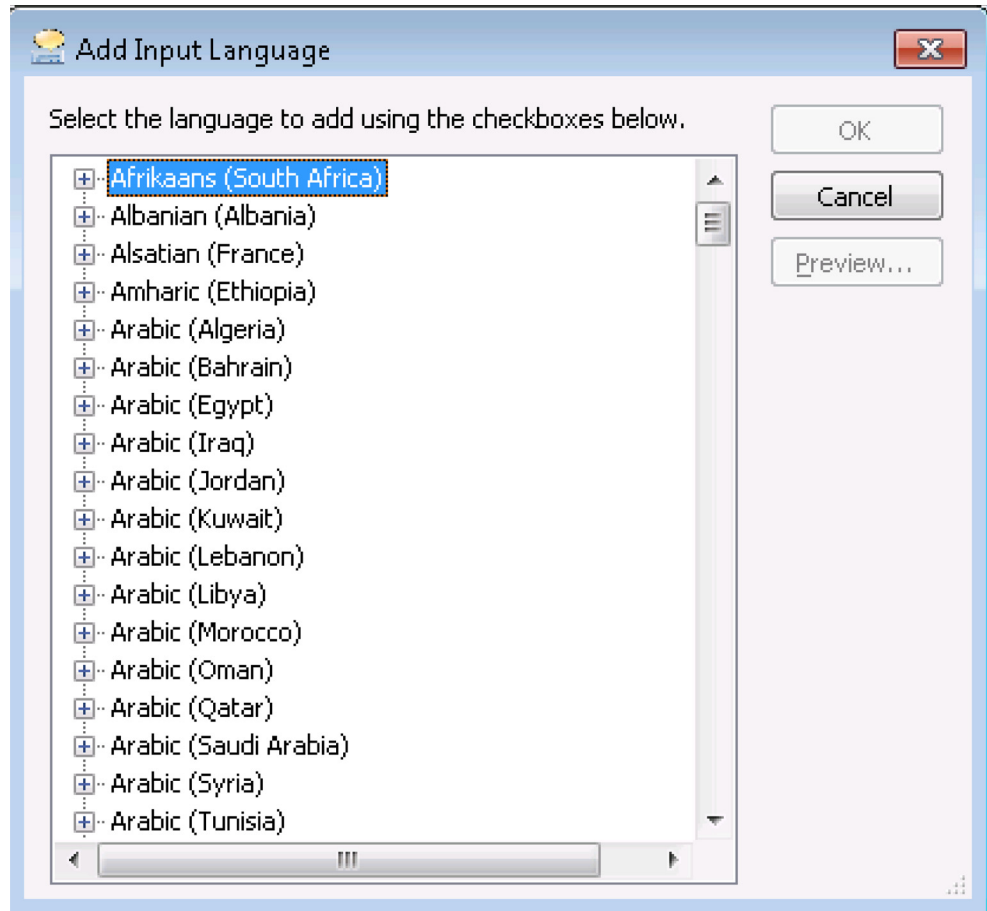 Add Input Language
Select the language to add using the checkboxes below.
OK
Cancel
Preview...
Afrikaans (South Africa)
Albanian (Albania)
Alsatian (France)
Amharic (Ethiopia)
Arabic (Algeria)
Arabic (Bahrain)
Arabic (Egypt)
Arabic (Iraq)
Arabic (Jordan)
Arabic (Kuwait)
Arabic (Lebanon)
Arabic (Libya)
Arabic (Morocco)
Arabic (Oman)
Arabic (Qatar)
Arabic (Saudi Arabia)
Arabic (Syria)
Arabic (Tunisia)